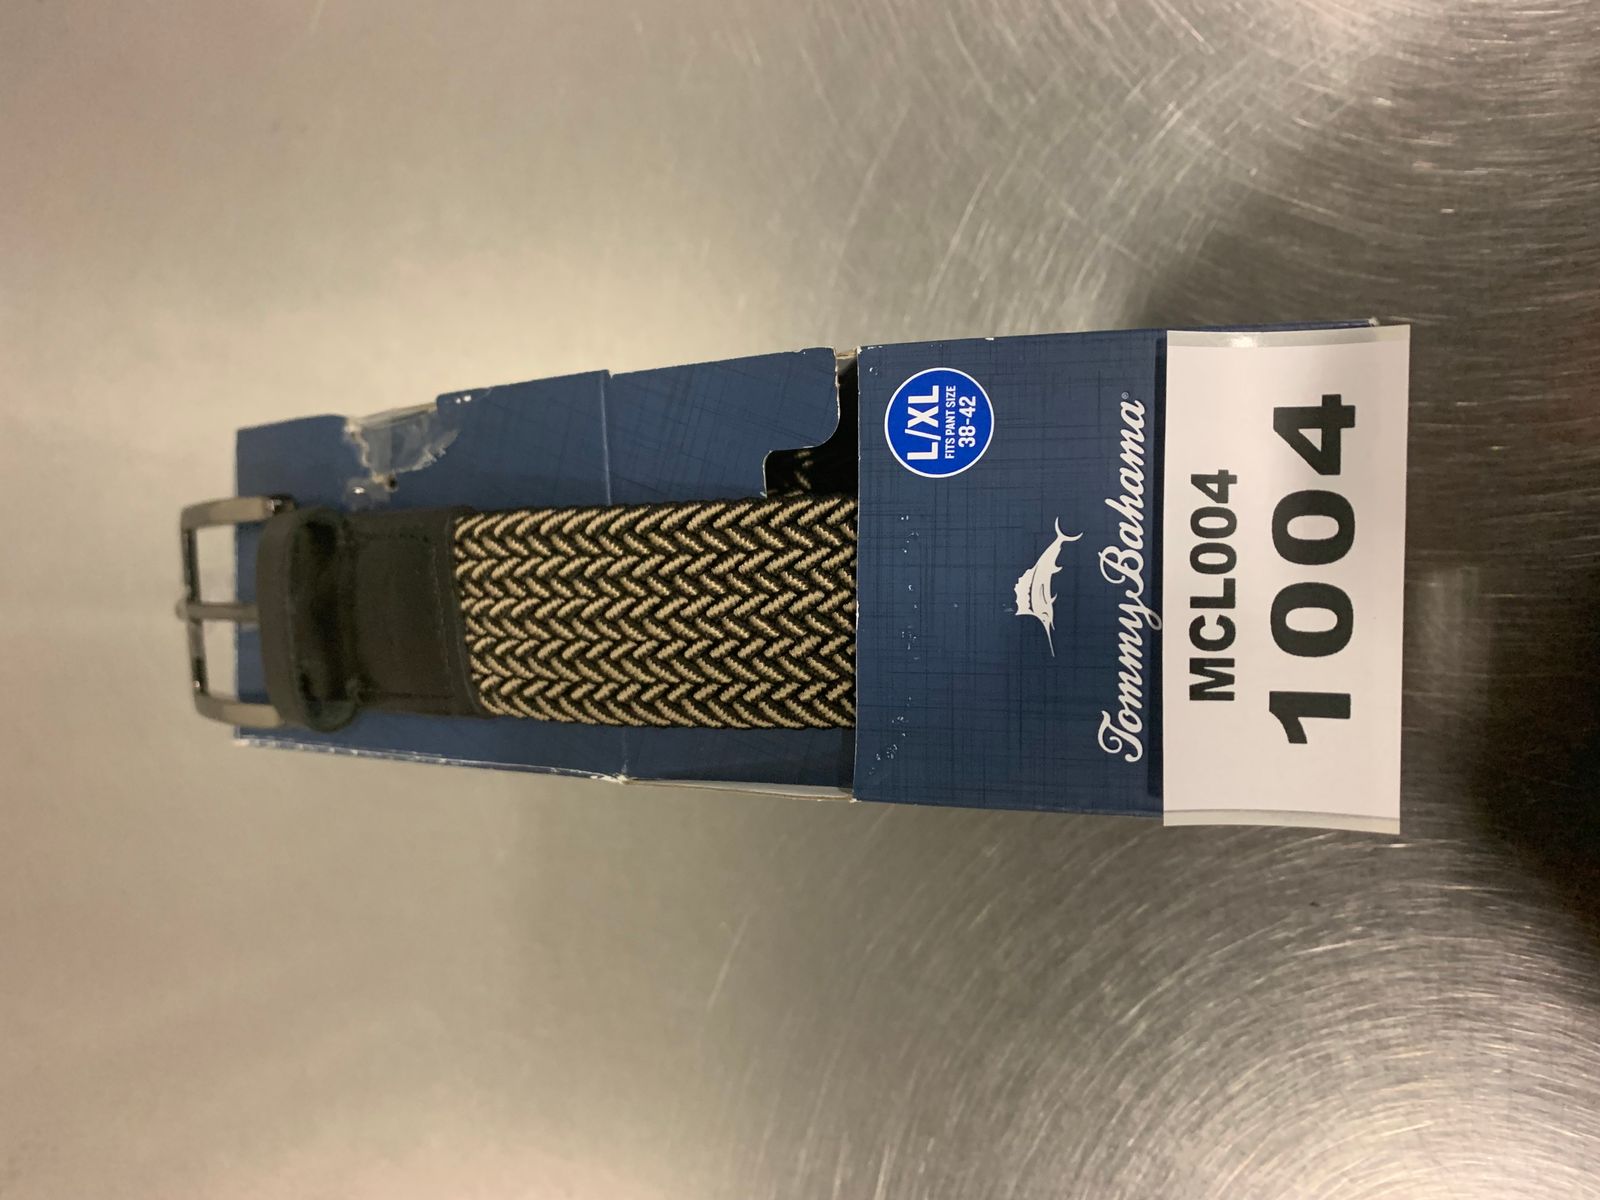 L/XL
FITS PANT SIZE
38-42
Tommy Bahama®
MCL004
1004